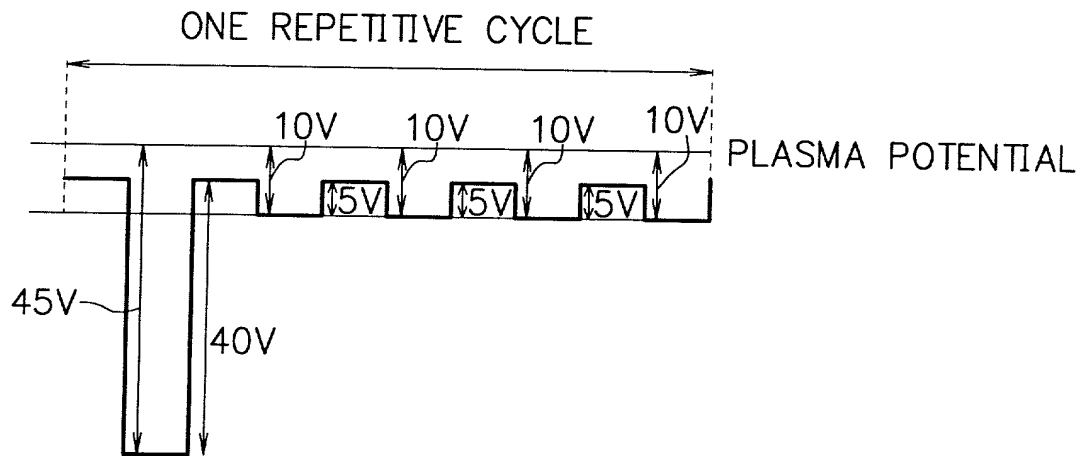 ONE REPETITIVE CYCLE
10V
10V
10V
10V
PLASMA POTENTIAL
5V
5V
5V
45V
40V